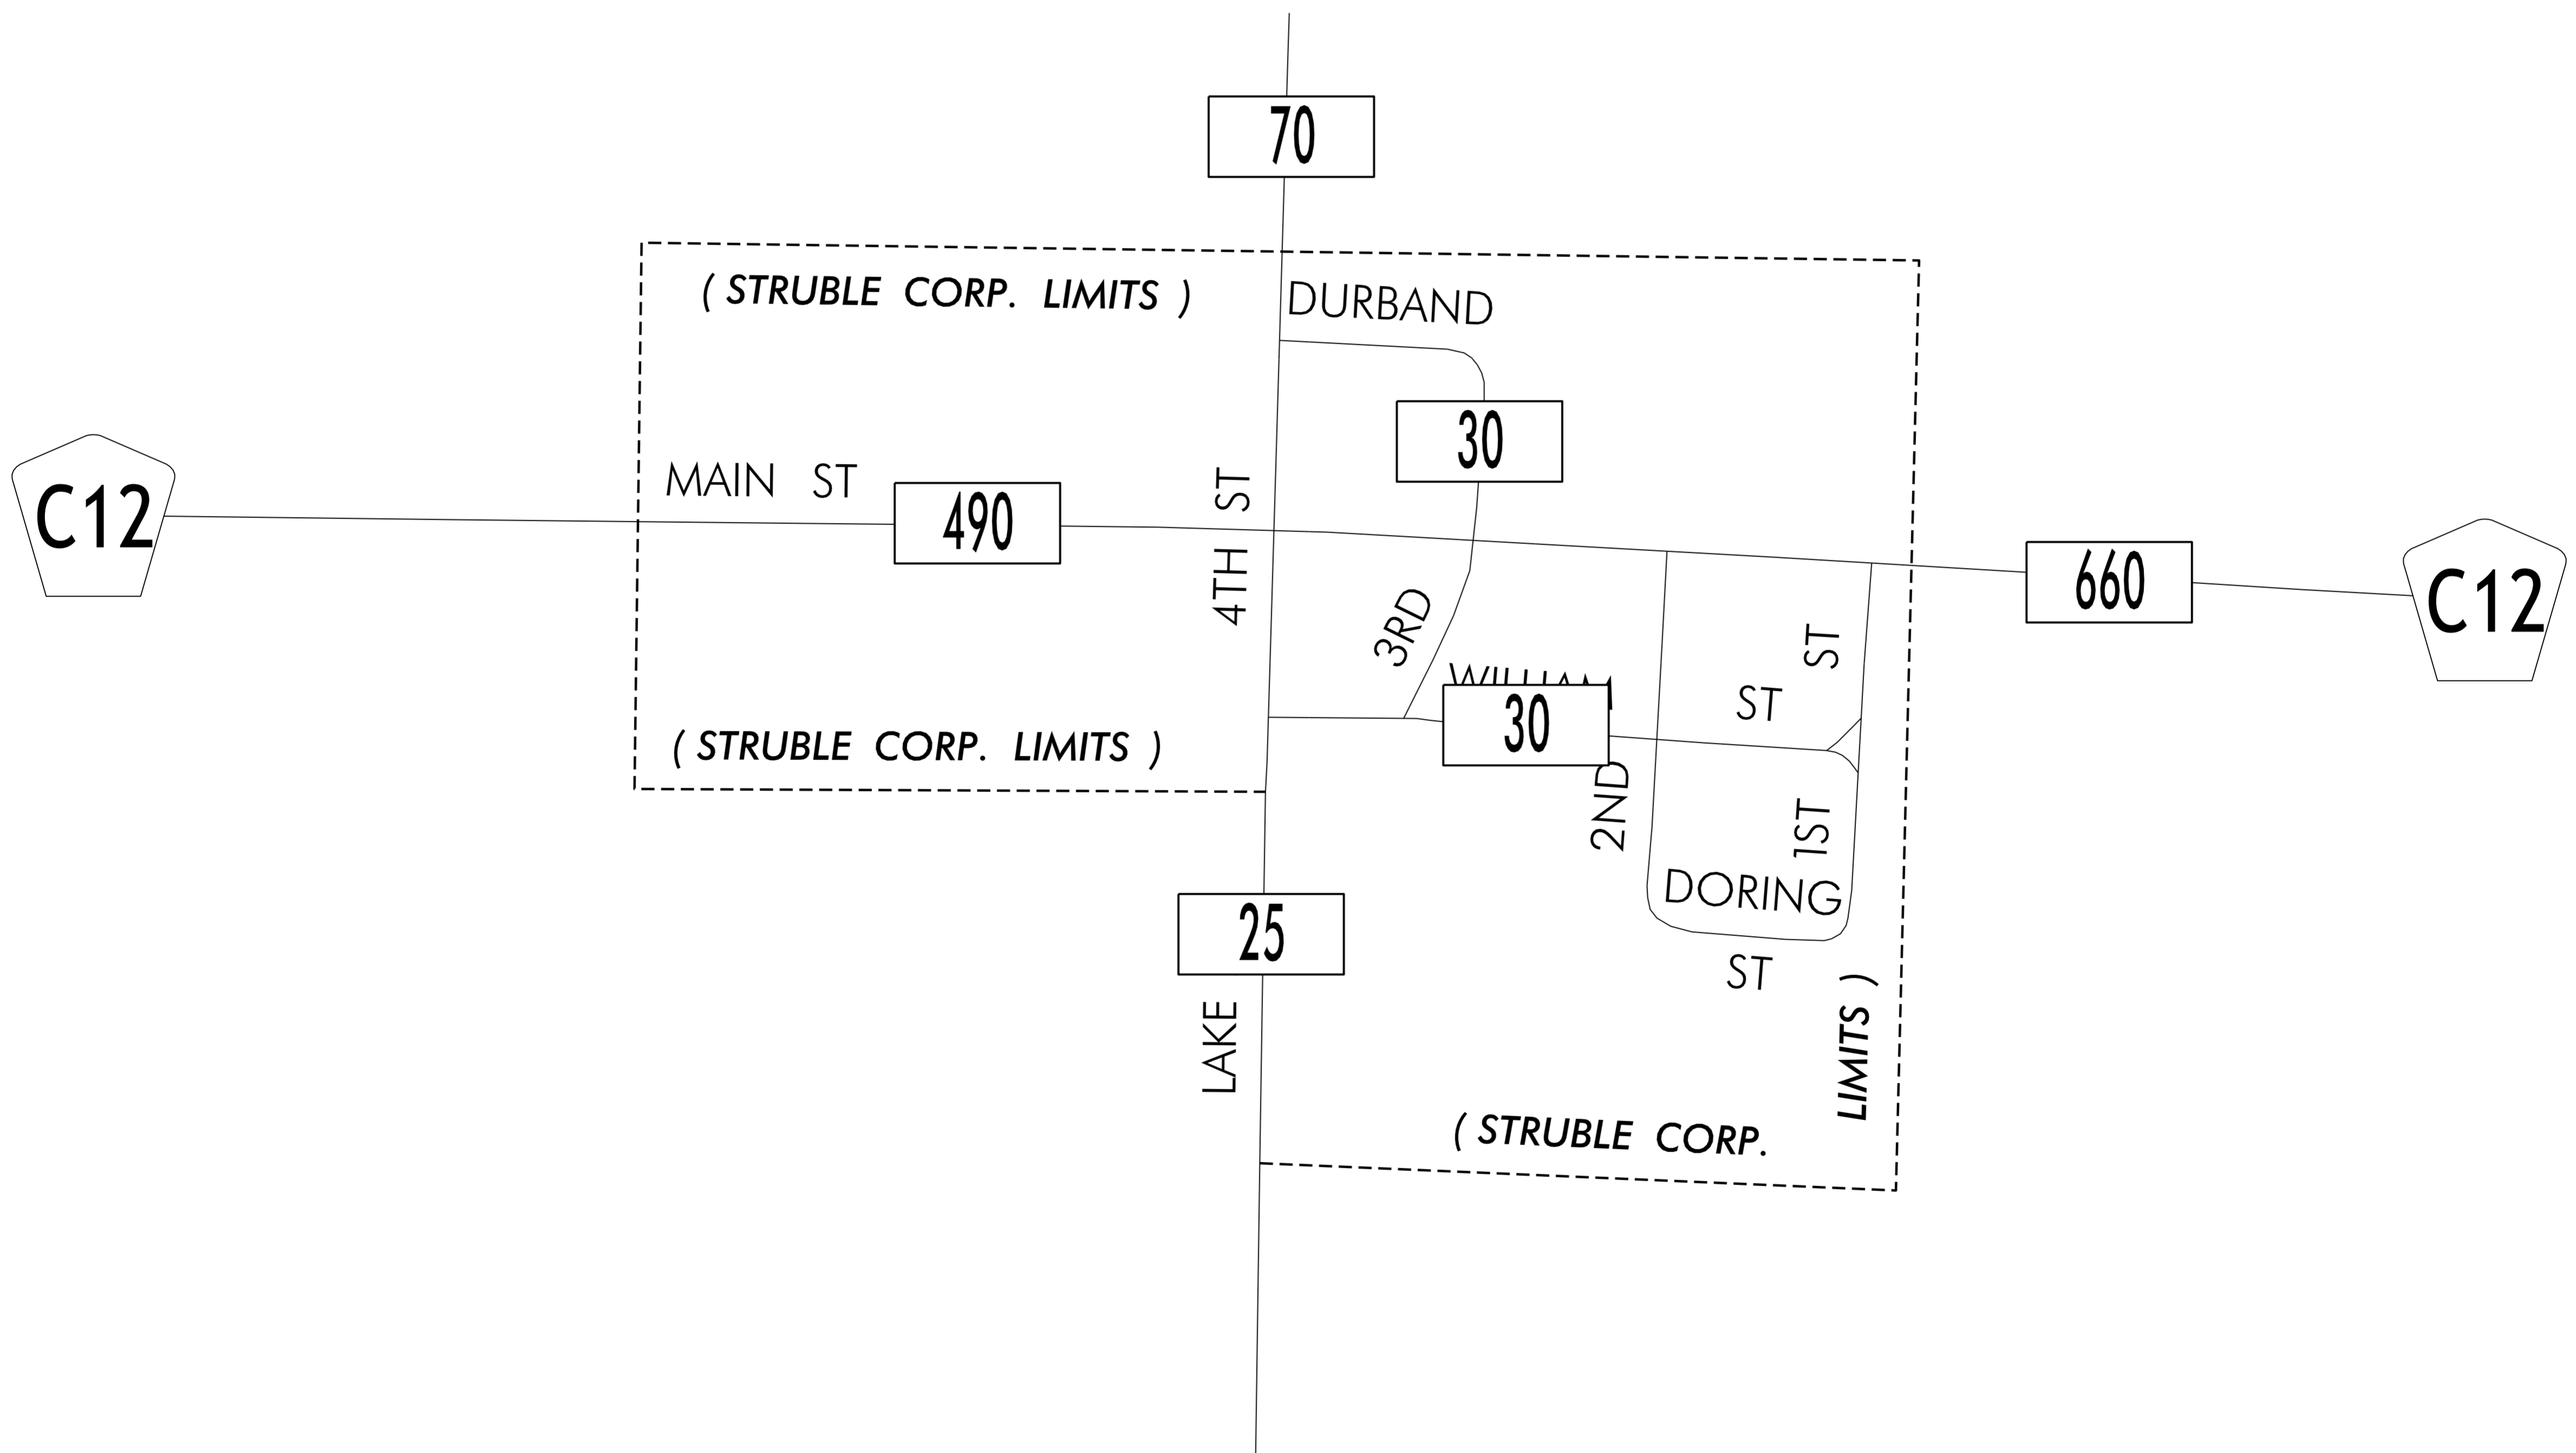 70
( STRUBLE CORP. LIMITS )
DURBAND
30
MAIN ST
490
4TH ST
C12
660
C12
3RD
ST
ST
30
( STRUBLE CORP. LIMITS )
2ND
1ST
DORING
ST
25
LAKE
LIMITS )
( STRUBLE CORP.